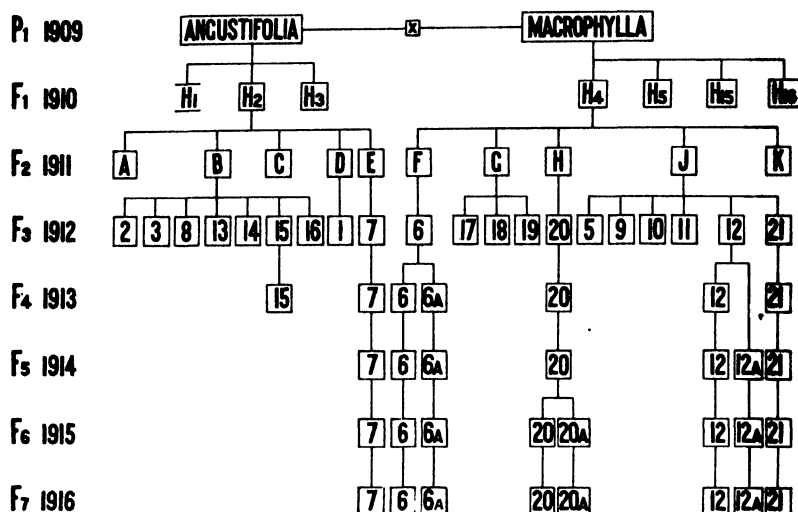 P1 1909 ANGUSTIFOLIA X MACROPHYLLA
F1 1910 H1 H2 H3 H4 H5 H15 H16
F2 1911 A B C D E F G H J K
F3 1912 2 3 8 13 14 15 16 1 7 6 17 18 19 20 5 9 10 11 12 21
F4 1913 15 7 6 6A 20 12 21
F5 1914 7 6 6A 20 12 12A 21
F6 1915 7 6 6A 20 20A 12 12A 21
F7 1916 7 6 6A 20 20A 12 12A 21